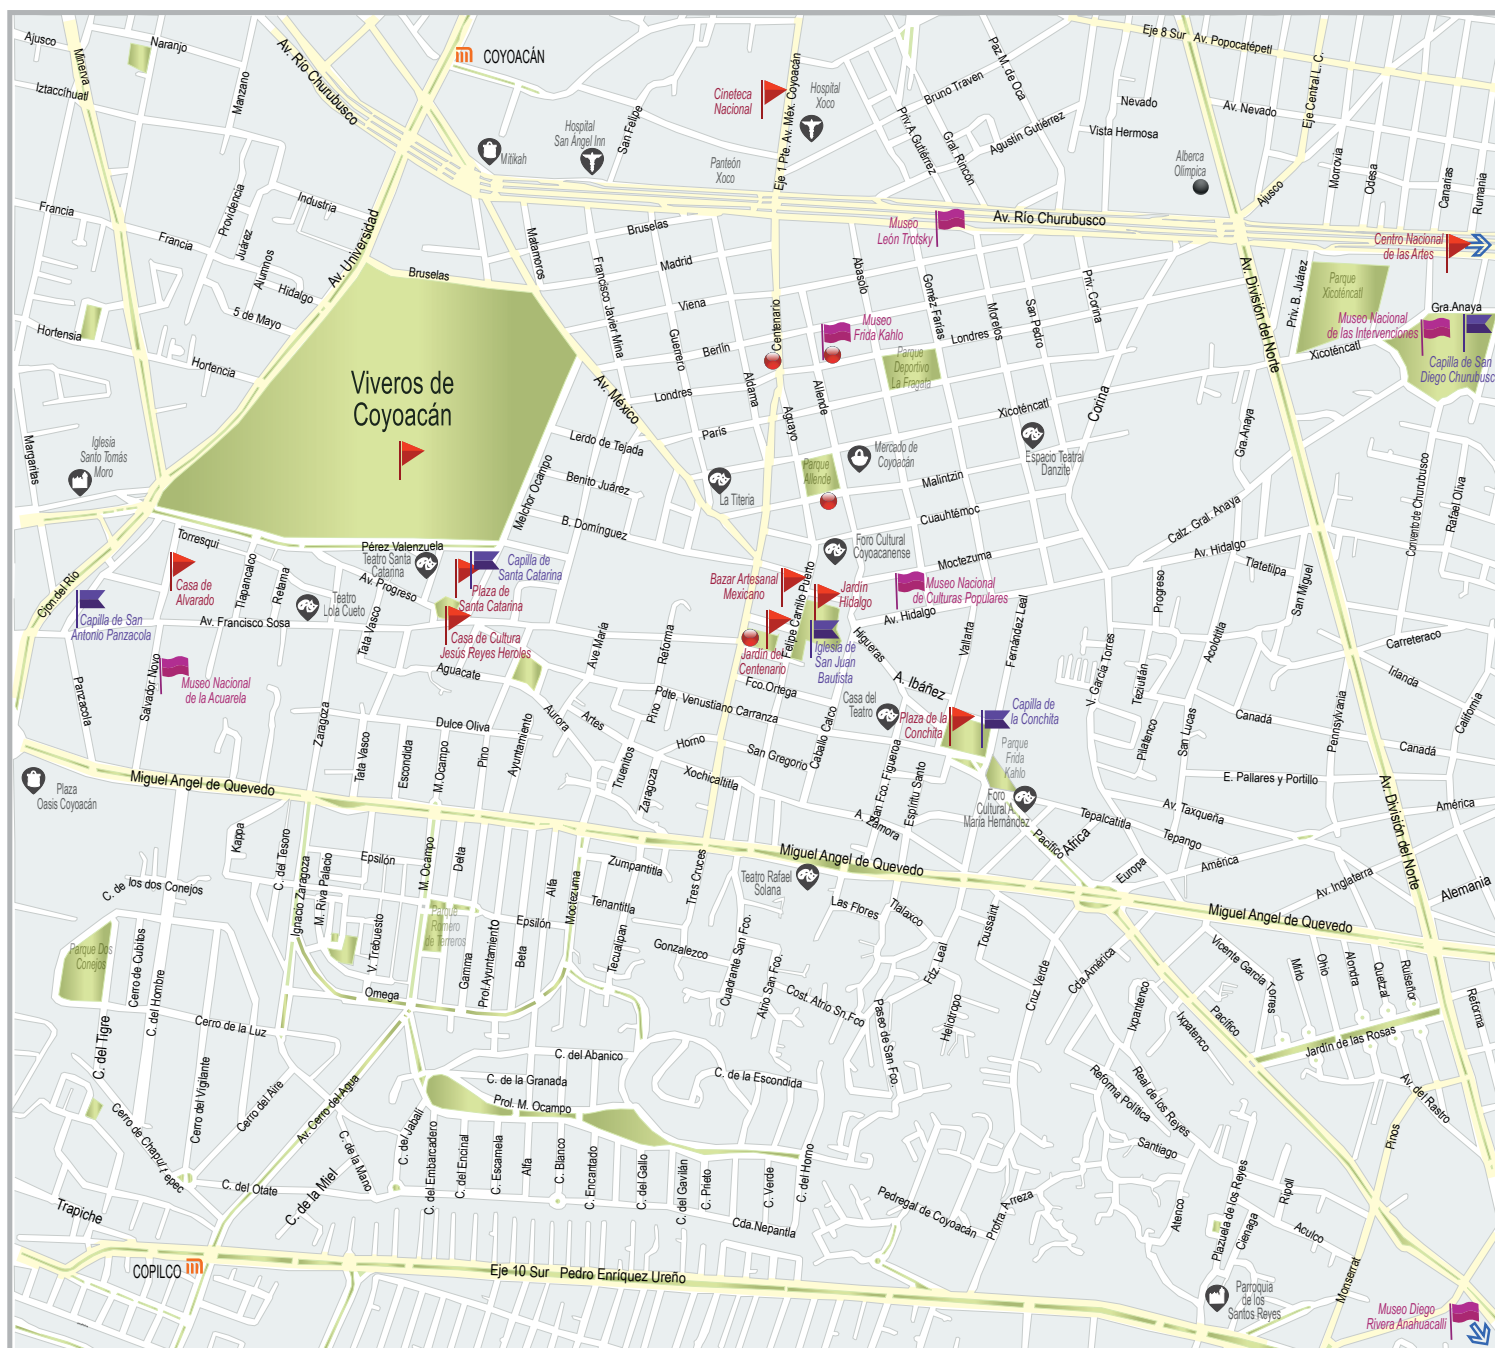 Ajusco
Minerva
Naranjo
Iztaccíhuatl
Manzano
Av. Río Churubusco
COYOACÁN
Cineteca
Nacional
Eje 1 Pte. Av. Méx. Coyoacán
Hospital
Xoco
Bruno Traven
Paz M. de Oca
Eje 8 Sur Av. Popocatépetl
Eje Central L. C.
Nevado
Av. Nevado
Vista Hermosa
Agustín Gutiérrez
Priv. A. Gutiérrez
Gral. Rincón
San Felipe
Hospital
San Ángel Inn
Mitikah
Panteón
Xoco
Alberca
Olímpica
Morrovia
Odesa
Canarias
Rumania
Ajusco
Industria
Providencia
Francia
Francia
Juárez
Alumnos
Hidalgo
5 de Mayo
Av. Universidad
Hortensia
Hortencia
Bruselas
Matamoros
Bruselas
Madrid
Viena
Francisco Javier Mina
Guerrero
Berlín
Londres
París
Aldama
Centenario
Abasolo
Museo
León Trotsky
Av. Río Churubusco
Centro Nacional
de las Artes
Goméz Farías
Morelos
San Pedro
Priv. Corina
Londres
Museo
Frida Kahlo
Parque
Deportivo
La Fragata
Av. División del Norte
Priv. B. Juárez
Parque
Xicoténcatl
Gra.Anaya
Museo Nacional
de las Intervenciones
Capilla de San
Diego Churubusc
Xicoténcatl
Viveros de
Coyoacán
Av. México
Allende
Aguayo
Xicoténcatl
Corina
Gra. Anaya
Margaritas
Iglesia
Santo Tomás
Moro
Lerdo de Tejada
Benito Juárez
B. Domínguez
Melchor Ocampo
La Titeria
Parque
Allende
Mercado de
Coyoacán
Espacio Teatral
Danzite
Malintzin
Cuauhtémoc
Moctezuma
Calz. Gral. Anaya
Av. Hidalgo
Convento de Churubusco
Rafael Oliva
Torresqui
Pérez Valenzuela
Teatro Santa
Catarina
Capilla de
Santa Catarina
Plaza de
Santa Catarina
Casa de
Alvarado
Tlapancalco
Retama
Av. Progreso
Teatro
Lola Cueto
Cjon.del Río
Capilla de San
Antonio Panzacola
Av. Francisco Sosa
Tata Vasco
Casa de Cultura
Jesús Reyes Heroles
Aguacate
Bazar Artesanal
Mexicano
Foro Cultural
Coyoacanense
Felipe Carrillo Puerto
Jardín
Hidalgo
Museo Nacional
de Culturas Populares
Av. Hidalgo
Higueras
Jardín del
Centenario
Iglesia de
San Juan
Bautista
Vallarta
Fernández Leal
Progreso
Tlatetilpa
San Miguel
Acolotitla
Carreteraco
Irlanda
California
Panzacola
Salvador Novo
Museo Nacional
de la Acuarela
Zaragoza
Ave María
Reforma
Fco.Ortega
A. Ibáñez
Casa del
Teatro
Plaza de la
Conchita
Capilla de
la Conchita
Parque
Frida
Kahlo
V. García Torres
Teziutlán
Pilatenco
San Lucas
Canadá
Canadá
Pennsylvania
Tata Vasco
Escondida
M.Ocampo
Pino
Dulce Oliva
Ayuntamiento
Aurora
Artes
Pino
Pdte. Venustiano Carranza
Horno
San Gregorio
Caballo Calco
Xochicaltitla
Truenitos
Zaragoza
San Fco. Figueroa
Espíritu Santo
Foro
Cultural A.
María Hernández
A. Zamora
Plaza
Oasis Coyoacán
Miguel Angel de Quevedo
E. Pallares y Portillo
Av. Taxqueña
Tepalcatitla
Tepango
América
América
Av. División del Norte
Pacífico
Africa
Europa
Av. Inglaterra
Alemania
Miguel Angel de Quevedo
Kappa
C. del Tesoro
Ignacio Zaragoza
M. Riva Palacio
Epsilón
M. Ocampo
Delta
Alfa
Moctezuma
Zumpantitla
Tenantitla
Tres Cruces
Teatro Rafael
Solana
Las Flores
Tlalaxco
Toussaint
Miguel Angel de Quevedo
C. de los dos Conejos
Parque Dos
Conejos
Cerro de Cubitos
C. del Hombre
V. Trebuesto
Parque
Romero
de Terreros
Gamma
Prol.Ayuntamiento
Beta
Epsilón
Omega
Tecualipan
Gonzalezco
Cuadrante San Fco.
Atrio San Fco.
Cost. Atrio Sn.Fco
Paseo de San Fco.
Fdz. Leal
Heliotropo
Cruz Verde
Cda.América
Vicente García Torres
Mirlo
Ohio
Alondra
Quetzal
Ruiseñor
Reforma
Pacífico
Jardín de las Rosas
Ixpantenco
Ixpatenco
Cerro de la Luz
C. del Tigre
Cerro del Vigilante
Cerro del Aire
Av. Cerro del Agua
C. del Abanico
C. de la Granada
C. de la Escondida
Prol. M. Ocampo
Reforma Política
Real de los Reyes
Av. del Rastro
Pinos
Santiago
Cerro de Chapultepec
C. de la Mano
C. del Jabalí
C. del Embarcadero
C. del Encinal
C. Escamela
Alfa
C. Blanco
C. Encantado
C. del Gallo
C. del Gavilán
C. Prieto
C. Verde
C. del Horno
C. del Otate
C. de la Miel
Cda.Nepantla
Pedregal de Coyoacán
Profra. A.rreza
Atenco
Plazuela de los Reyes
Cienaga
Ripoll
Aculco
Trapiche
COPILCO
Eje 10 Sur Pedro Enríquez Ureño
Monserrat
Parroquia
de los
Santos Reyes
Museo Diego
Rivera Anahuacalli